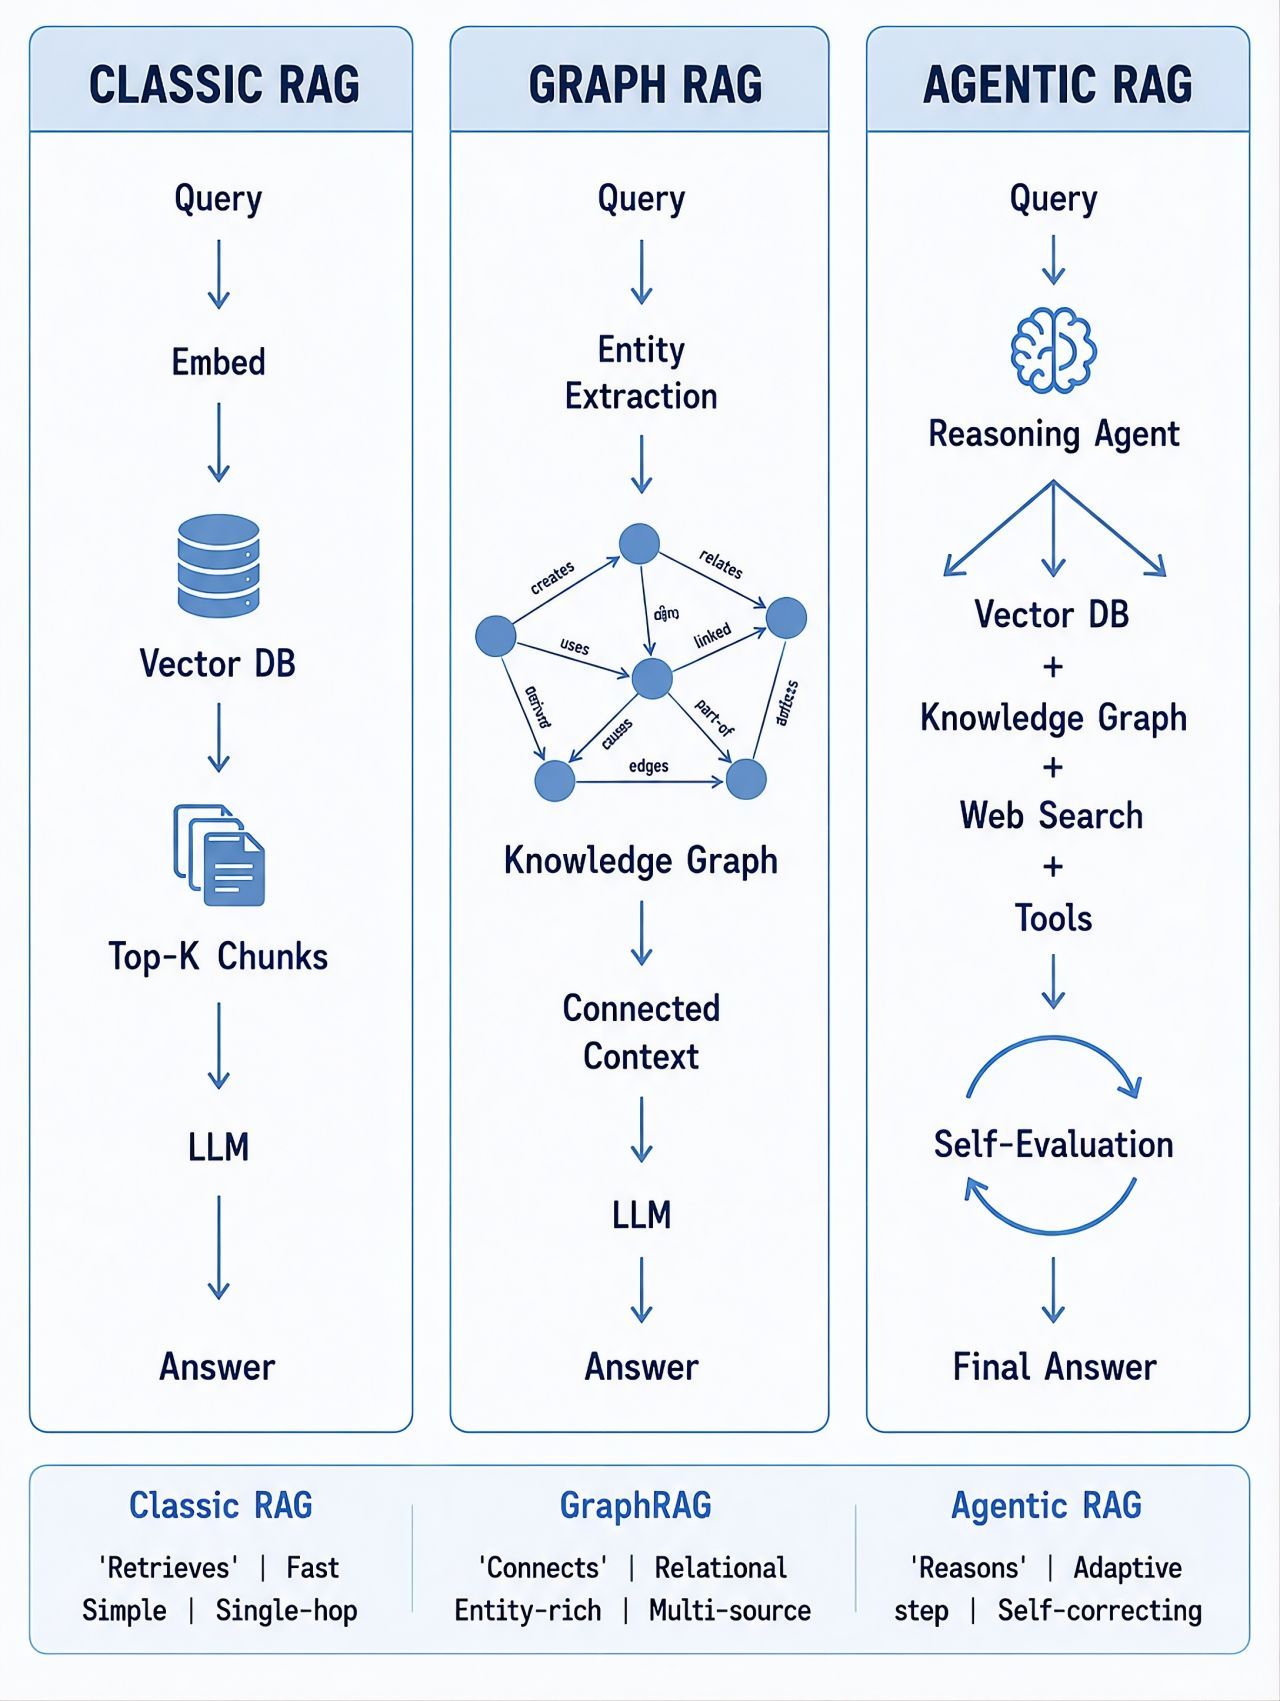 CLASSIC RAG
Query
Embed
Vector DB
Top-K Chunks
LLM
Answer
GRAPH RAG
Query
Entity
Extraction
creates
relates
uses
linked
causes
part-of
edges
Knowledge Graph
Connected
Context
LLM
Answer
AGENTIC RAG
Query
Reasoning Agent
Vector DB
+
Knowledge Graph
+
Web Search
+
Tools
Self-Evaluation
Final Answer
Classic RAG
'Retrieves' | Fast
Simple | Single-hop
GraphRAG
'Connects' | Relational
Entity-rich | Multi-source
Agentic RAG
'Reasons' | Adaptive
step | Self-correcting